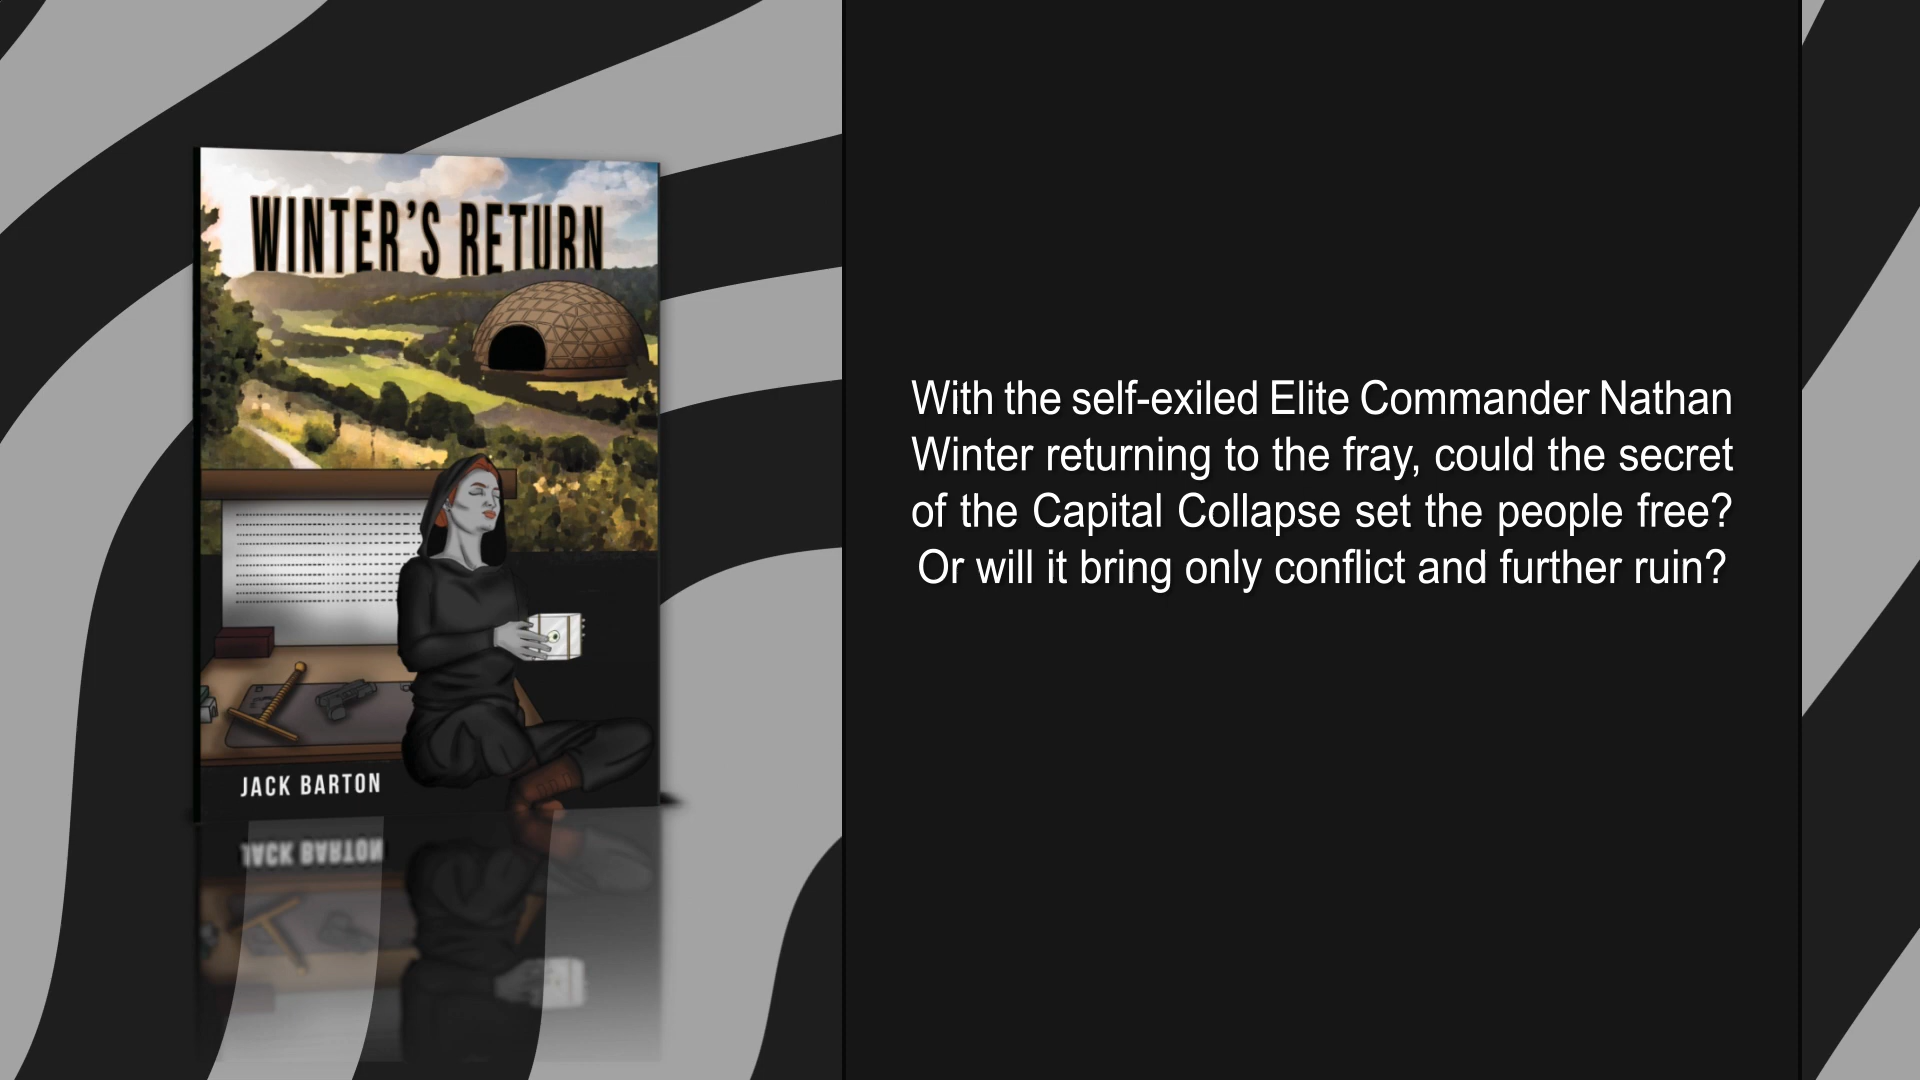 WINTER'S RETURN
JACK BARTON
With the self-exiled Elite Commander Nathan
Winter returning to the fray, could the secret
of the Capital Collapse set the people free?
Or will it bring only conflict and further ruin?